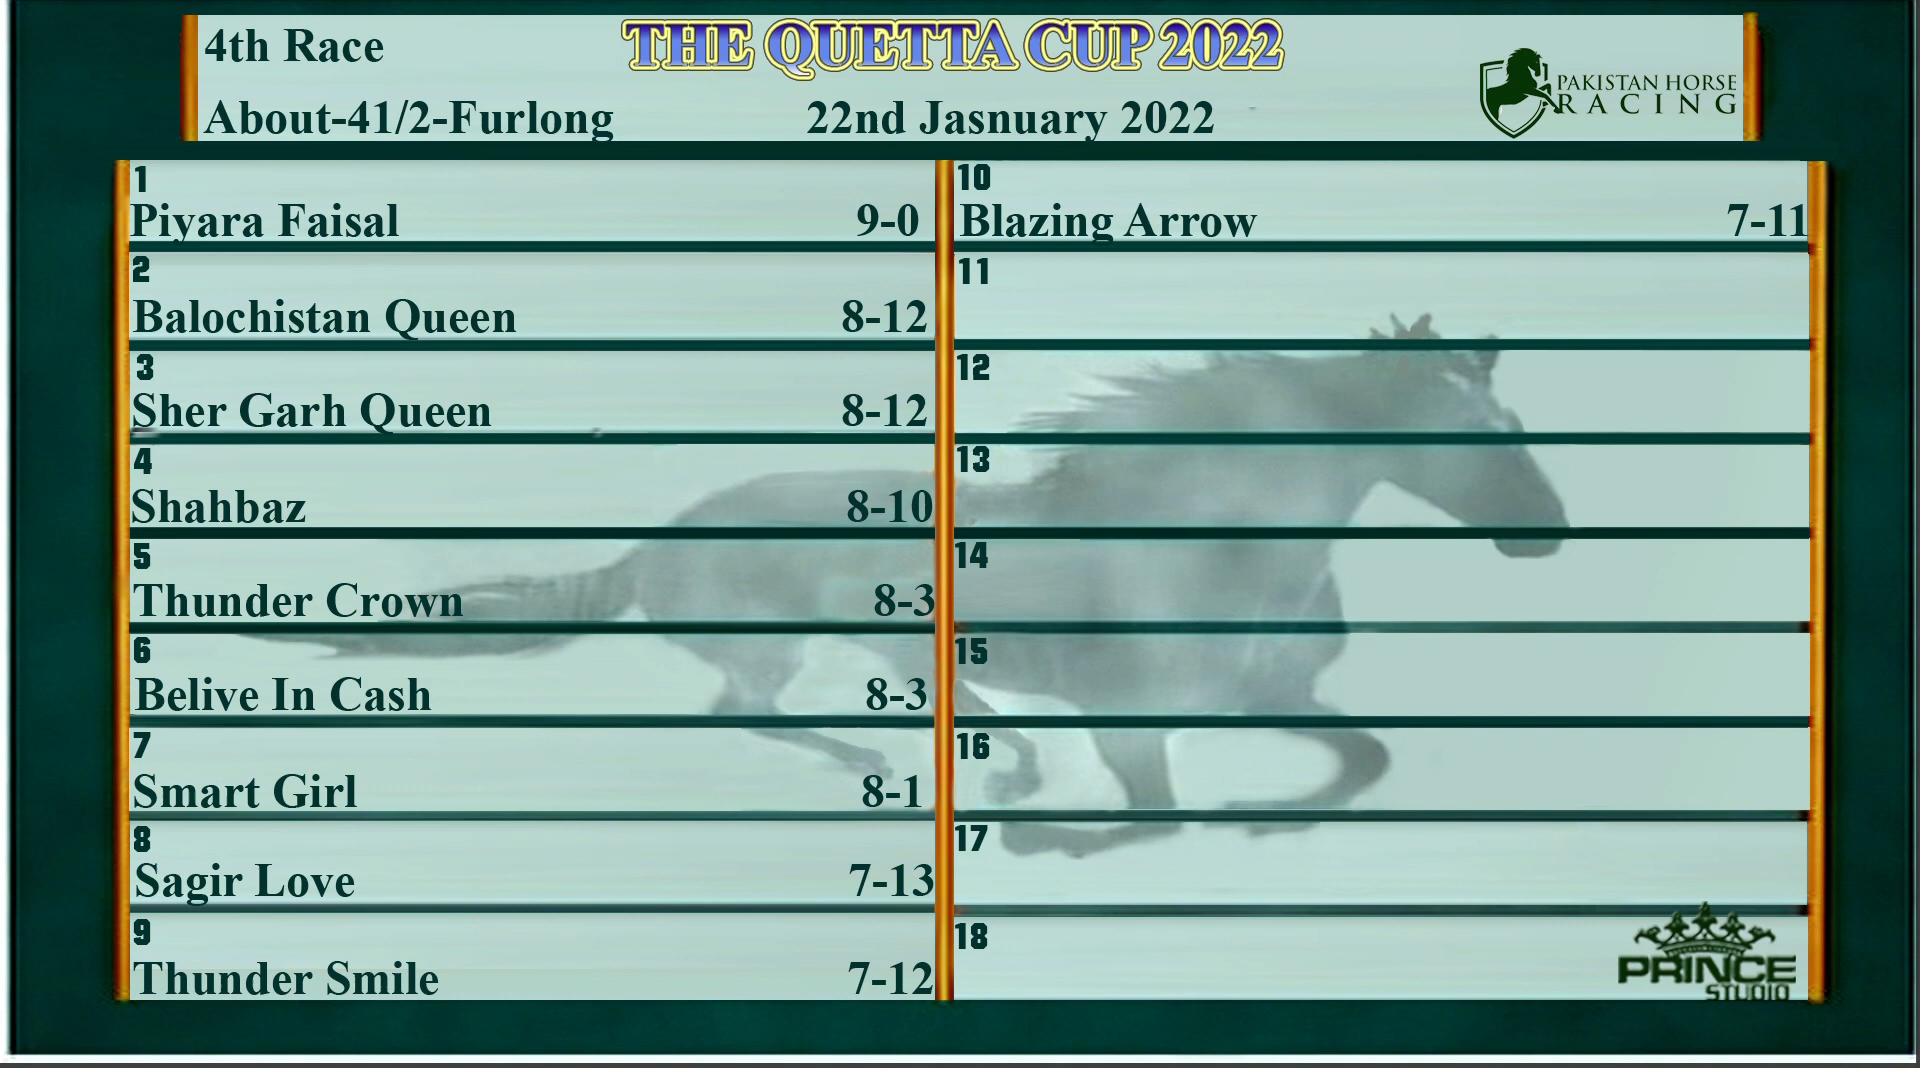 4th Race
THE QUETTA CUP 2022
About-41/2-Furlong
22nd Jasnuary 2022
PAKISTAN HORSE
RACING
1
Piyara Faisal 9-0
2
Balochistan Queen 8-12
3
Sher Garh Queen 8-12
4
Shahbaz 8-10
5
Thunder Crown 8-3
6
Belive In Cash 8-3
7
Smart Girl 8-1
8
Sagir Love 7-13
9
Thunder Smile 7-12
10
Blazing Arrow 7-11
11
12
13
14
15
16
17
18
PRINCE
STUDIO